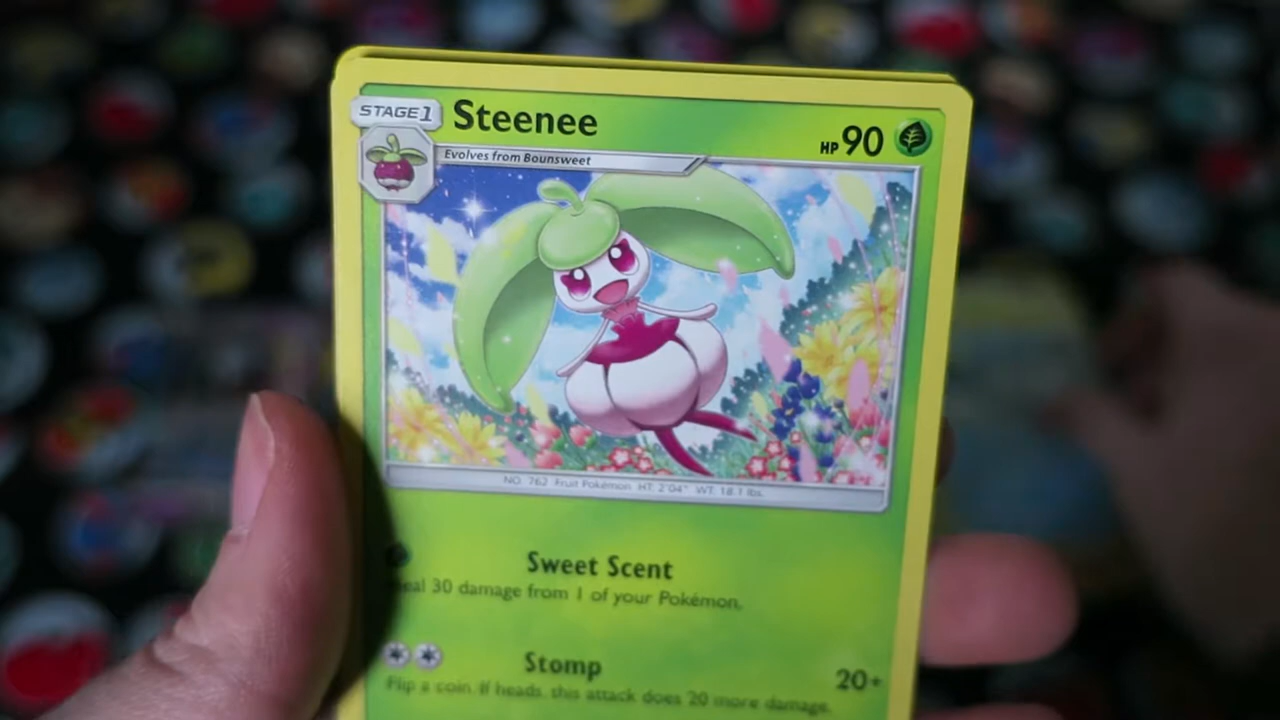 STAGE1
Steenee
HP 90
Evolves from Bounsweet
NO. 762 Fruit Pokémon HT: 2'04" WT: 18.1 lbs.
Sweet Scent
Heal 30 damage from 1 of your Pokémon.
Stomp
20+
Flip a coin. If heads, this attack does 20 more damage.